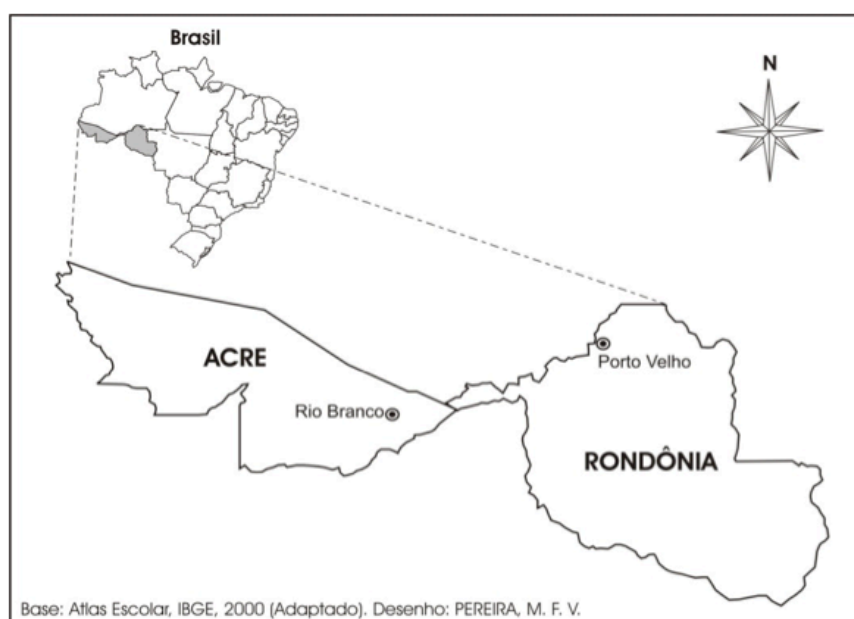 Brasil
N
ACRE
Porto Velho
Rio Branco
RONDÔNIA
Base: Atlas Escolar, IBGE, 2000 (Adaptado). Desenho: PEREIRA, M. F. V.